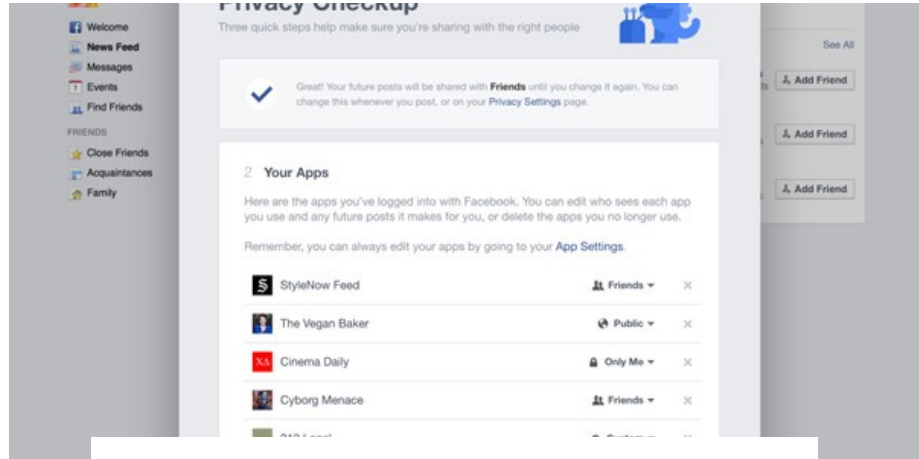 Privacy Checkup
Three quick steps help make sure you're sharing with the right people
Welcome
News Feed
Messages
Events
Find Friends
FRIENDS
Close Friends
Acquaintances
Family
See All
Add Friend
Add Friend
Add Friend
Great! Your future posts will be shared with Friends until you change it again. You can
change this whenever you post, or on your Privacy Settings page.
2 Your Apps
Here are the apps you've logged into with Facebook. You can edit who sees each app
you use and any future posts it makes for you, or delete the apps you no longer use.
Remember, you can always edit your apps by going to your App Settings.
StyleNow Feed Friends
The Vegan Baker Public
Cinema Daily Only Me
Cyborg Menace Friends